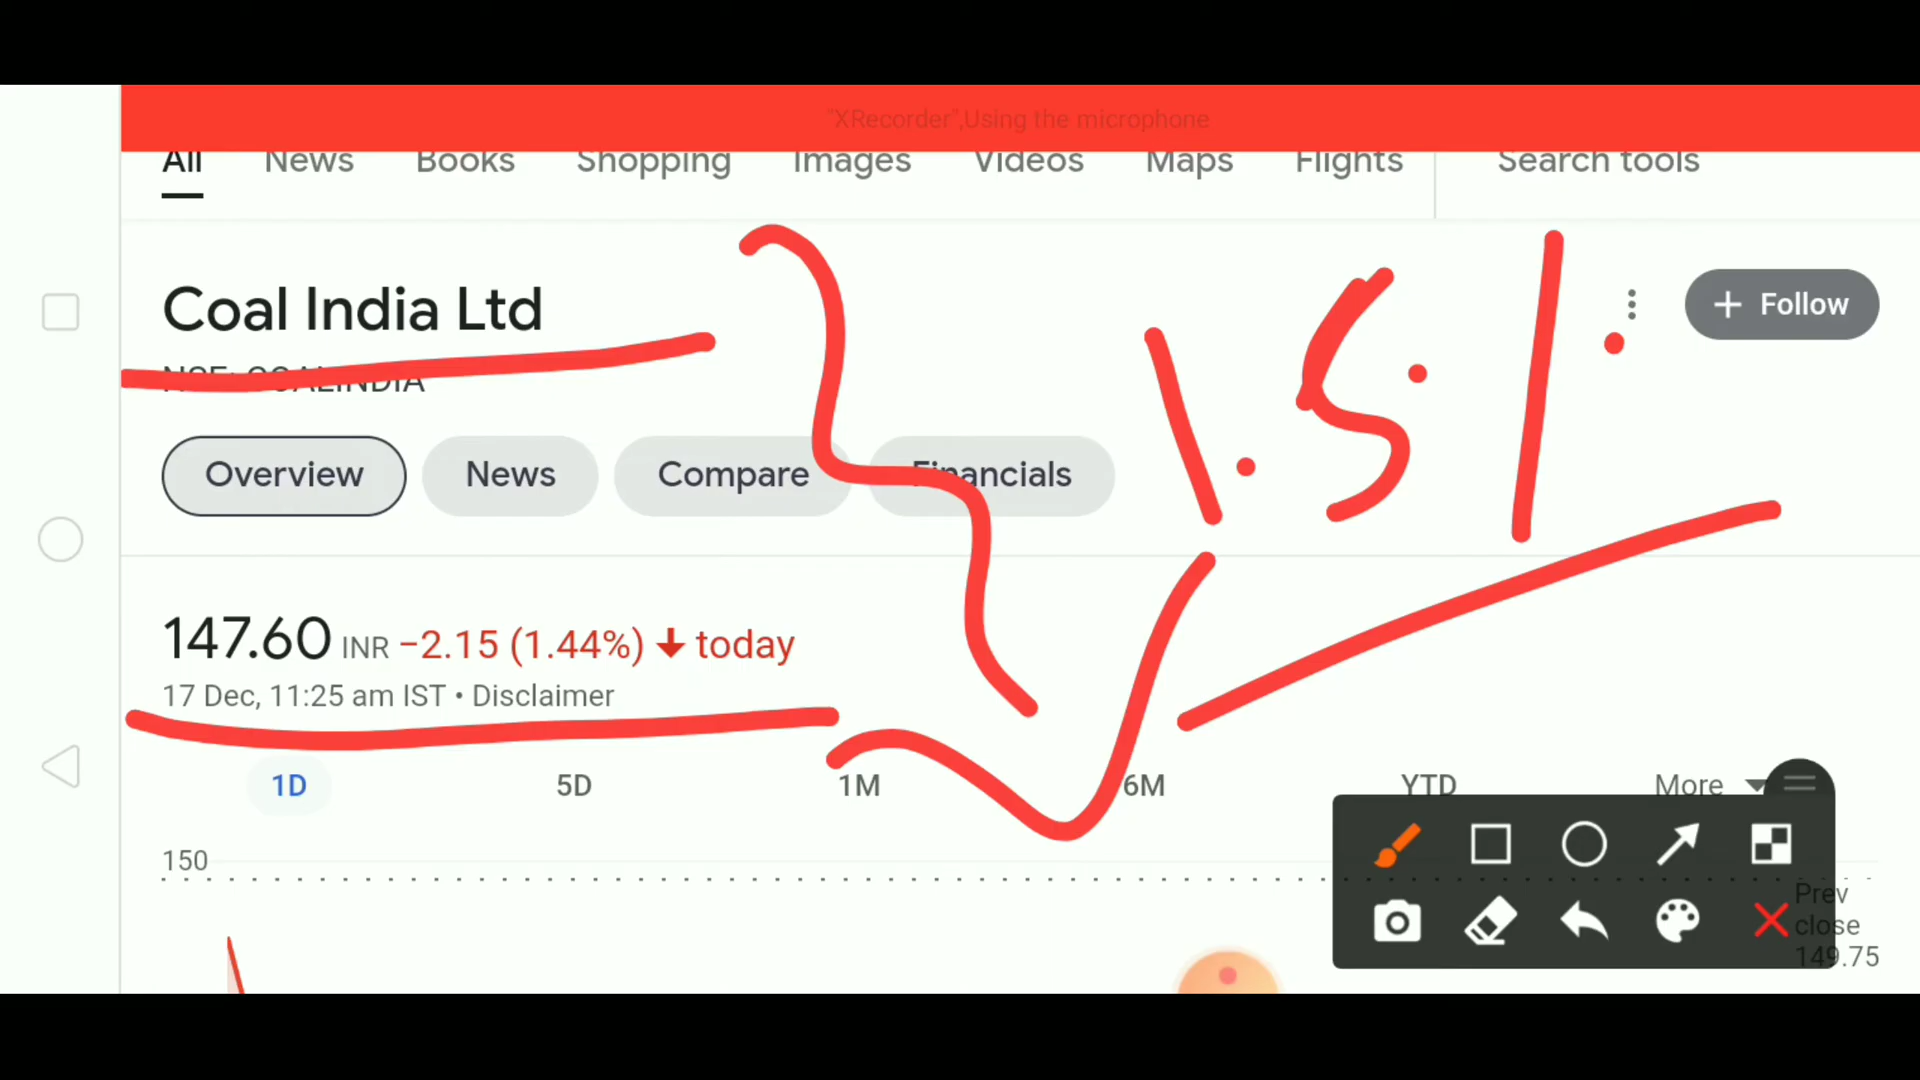 "XRecorder",Using the microphone
All News Books Shopping Images Videos Maps Flights Search tools
Coal India Ltd
Follow
NSE: COALINDIA
1.5 %
Overview News Compare Financials
147.60 INR −2.15 (1.44%) today
17 Dec, 11:25 am IST • Disclaimer
1D 5D 1M 6M YTD More
150
Prev
close
149.75